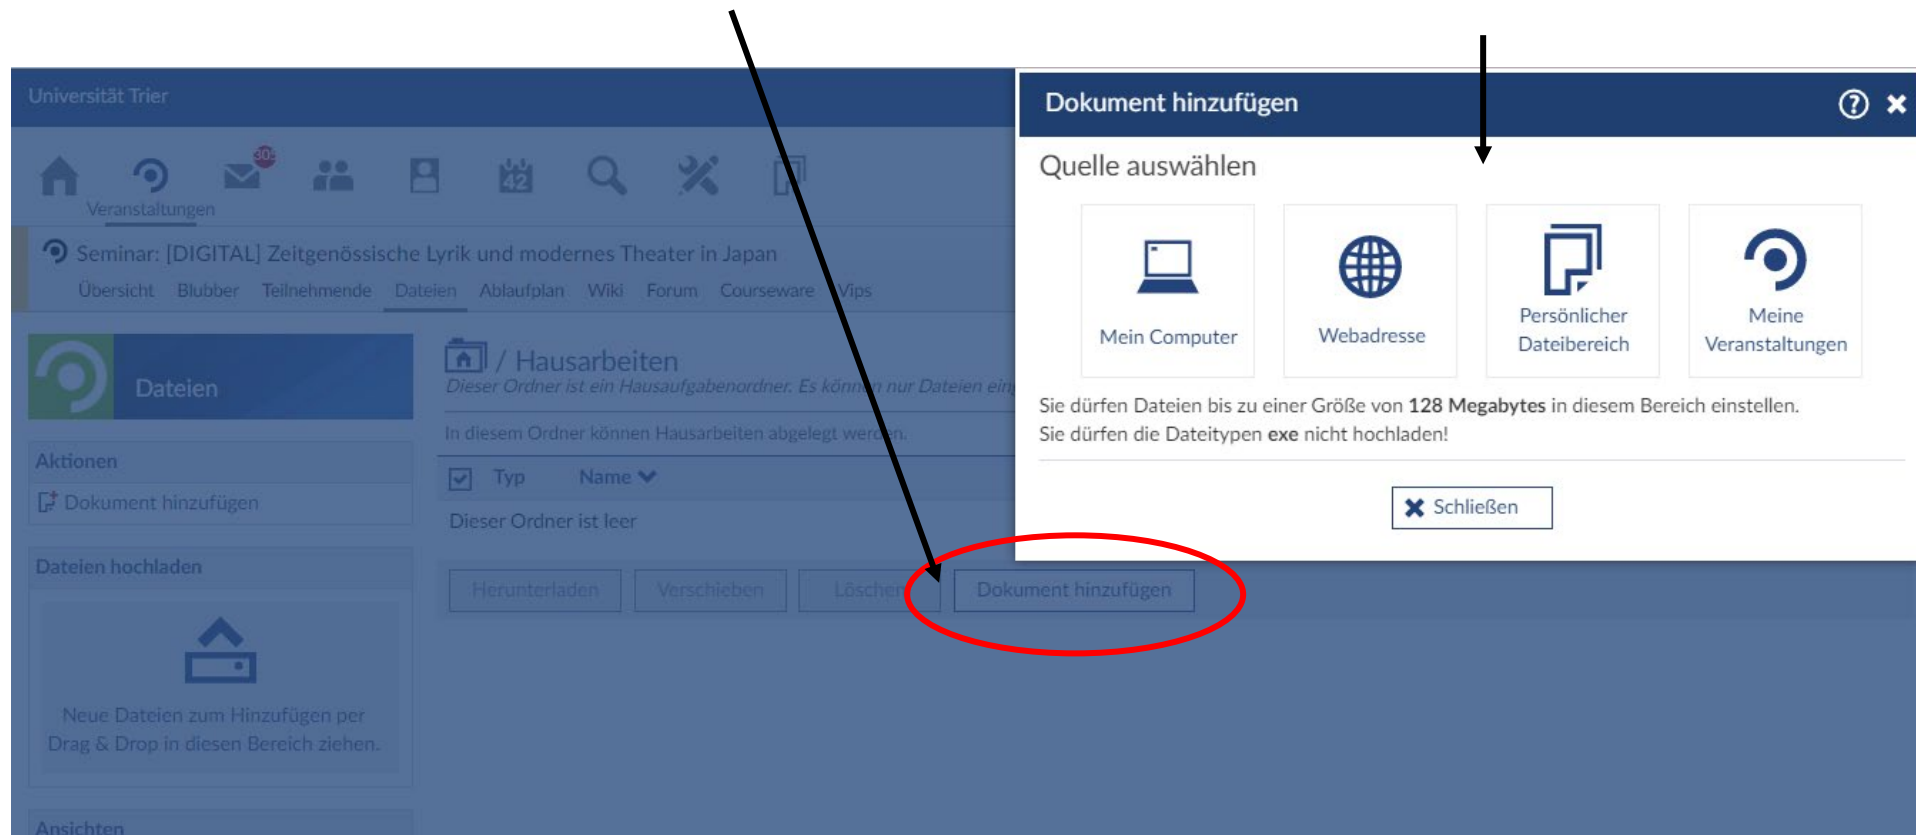 Universität Trier
305
42
Veranstaltungen
Seminar: [DIGITAL] Zeitgenössische Lyrik und modernes Theater in Japan
Übersicht Blubber Teilnehmende Dateien Ablaufplan Wiki Forum Courseware Vips
Dateien
Aktionen
Dokument hinzufügen
Dateien hochladen
Neue Dateien zum Hinzufügen per
Drag & Drop in diesen Bereich ziehen.
Ansichten
/ Hausarbeiten
Dieser Ordner ist ein Hausaufgabenordner. Es können nur Dateien
In diesem Ordner können Hausarbeiten abgelegt werden.
Typ Name
Dieser Ordner ist leer
Herunterladen Verschieben Löschen Dokument hinzufügen
Dokument hinzufügen
Quelle auswählen
Mein Computer
Webadresse
Persönlicher
Dateibereich
Meine
Veranstaltungen
Sie dürfen Dateien bis zu einer Größe von 128 Megabytes in diesem Bereich einstellen.
Sie dürfen die Dateitypen exe nicht hochladen!
Schließen